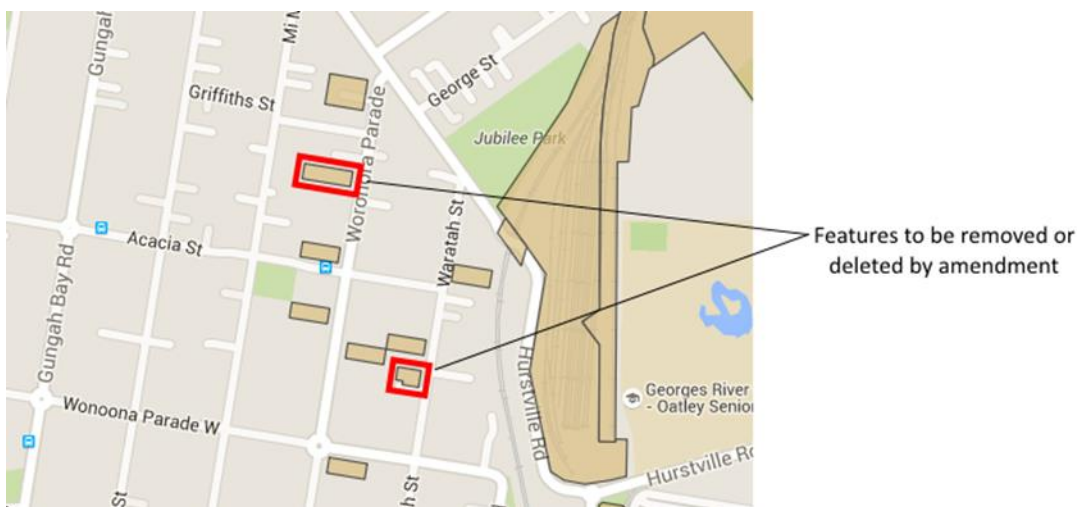 Gungah
Mi M
George St
Griffiths St
Woronora Parade
Jubilee Park
Waratah St
Acacia St
Features to be removed or
deleted by amendment
Gungah Bay Rd
Hurstville Rd
Georges River
- Oatley Senior
Wonoona Parade W
Hurstville Rd
St
h St